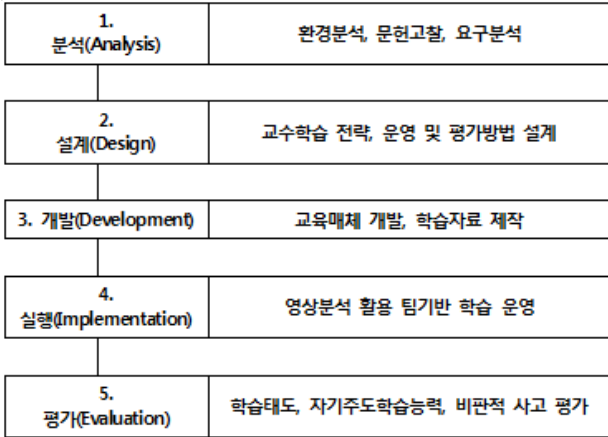 1.
분석(Analysis)
환경분석, 문헌고찰, 요구분석
2.
설계(Design)
교수학습 전략, 운영 및 평가방법 설계
3. 개발(Development)
교육매체 개발, 학습자료 제작
4.
실행(Implementation)
영상분석 활용 팀기반 학습 운영
5.
평가(Evaluation)
학습태도, 자기주도학습능력, 비판적 사고 평가